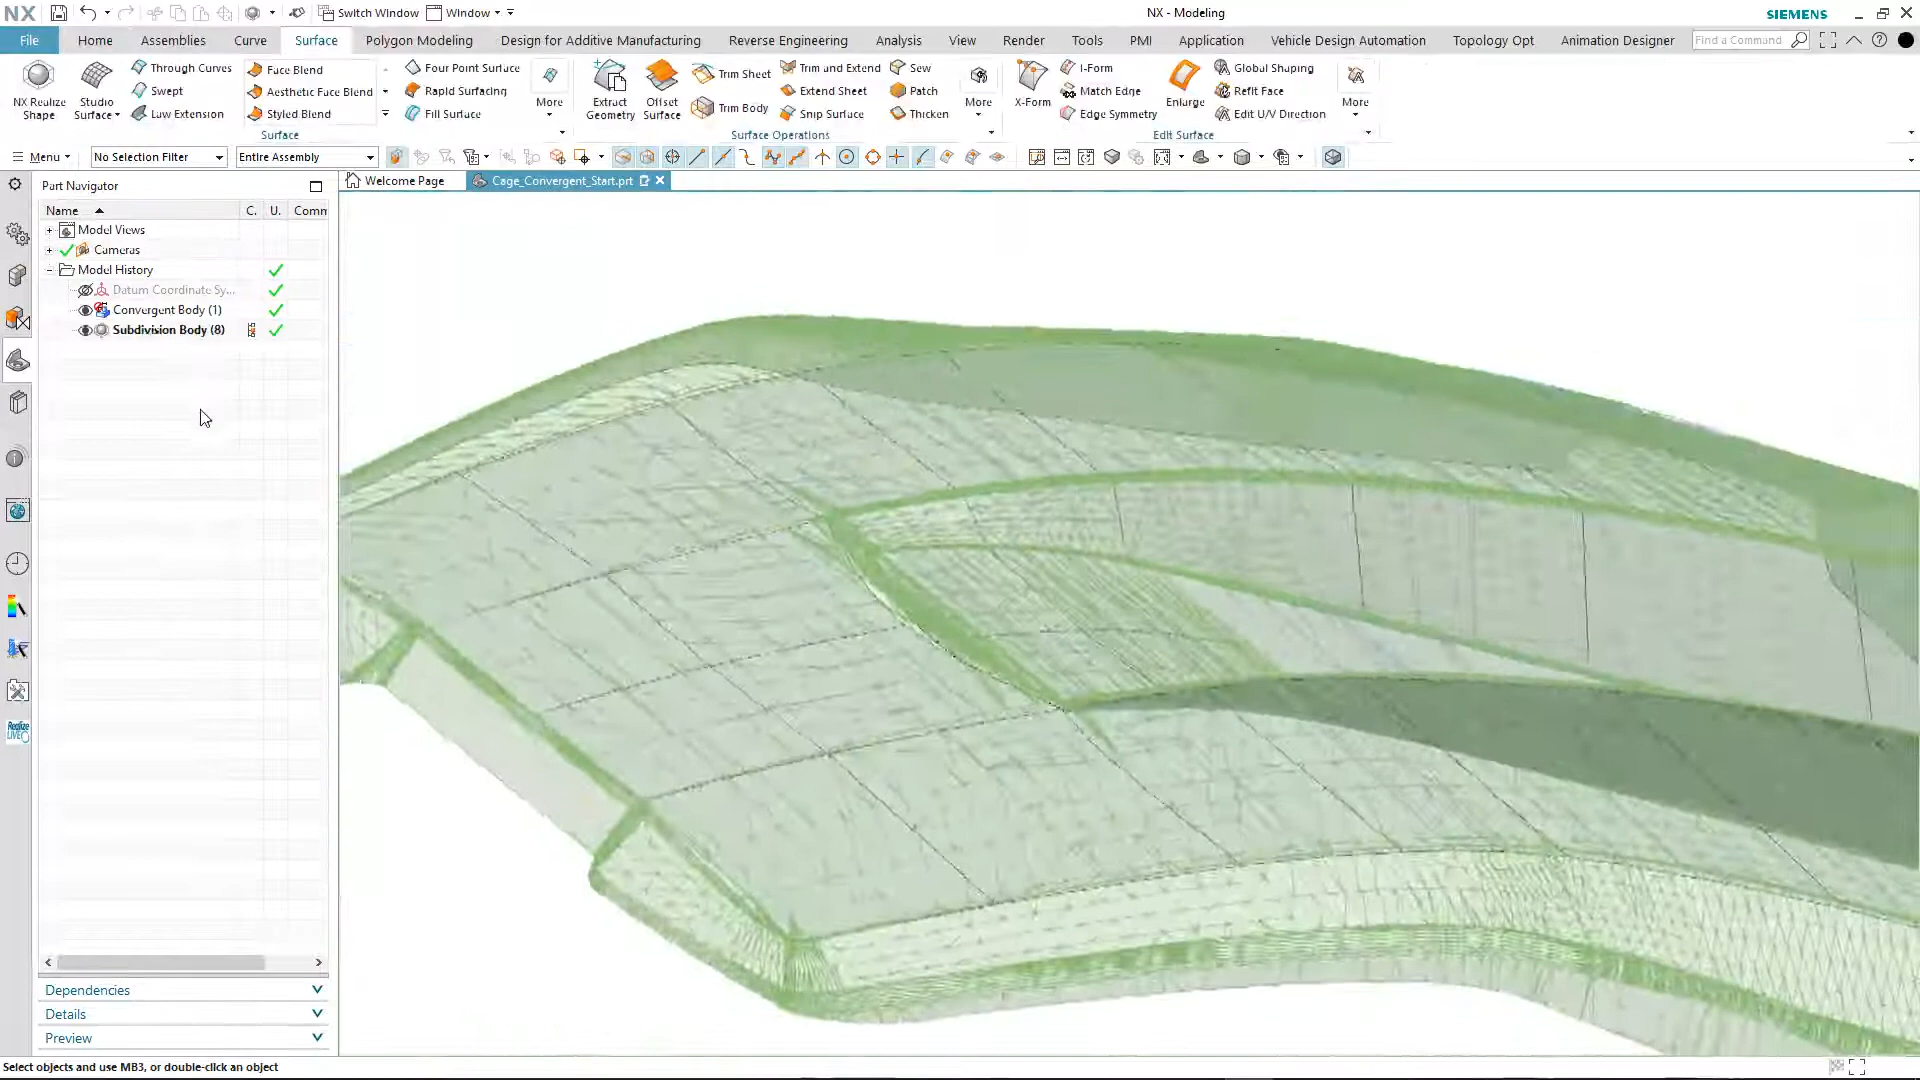 NX Switch Window Window NX - Modeling SIEMENS
File Home Assemblies Curve Surface Polygon Modeling Design for Additive Manufacturing Reverse Engineering Analysis View Render Tools PMI Application Vehicle Design Automation Topology Opt Animation Designer Find a Command
NX Realize Shape
Studio Surface
Through Curves
Swept
Law Extension
Face Blend
Aesthetic Face Blend
Styled Blend
Four Point Surface
Rapid Surfacing
Fill Surface
More
Surface
Extract Geometry
Offset Surface
Trim Sheet
Trim Body
Trim and Extend
Extend Sheet
Snip Surface
Sew
Patch
Thicken
More
Surface Operations
X-Form
I-Form
Match Edge
Edge Symmetry
Enlarge
Global Shaping
Refit Face
Edit U/V Direction
More
Edit Surface
Menu No Selection Filter Entire Assembly
Part Navigator
Welcome Page Cage_Convergent_Start.prt
Name C. U. Comm
Model Views
Cameras
Model History
Datum Coordinate Sy...
Convergent Body (1)
Subdivision Body (8)
Realize LIVE
Dependencies
Details
Preview
Select objects and use MB3, or double-click an object